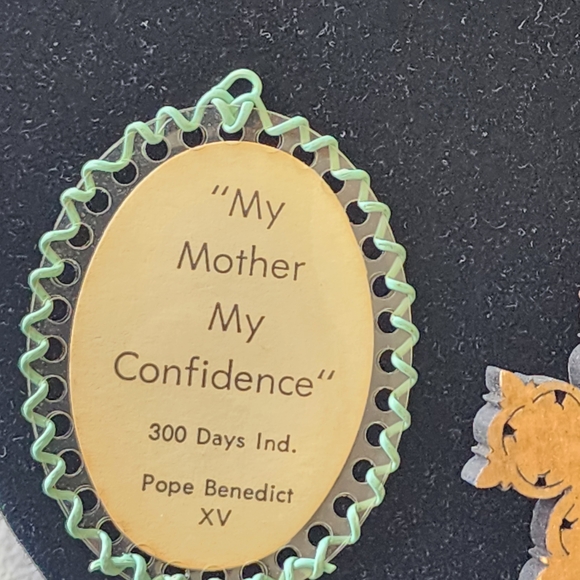 "My
Mother
My
Confidence"
300 Days Ind.
Pope Benedict
XV